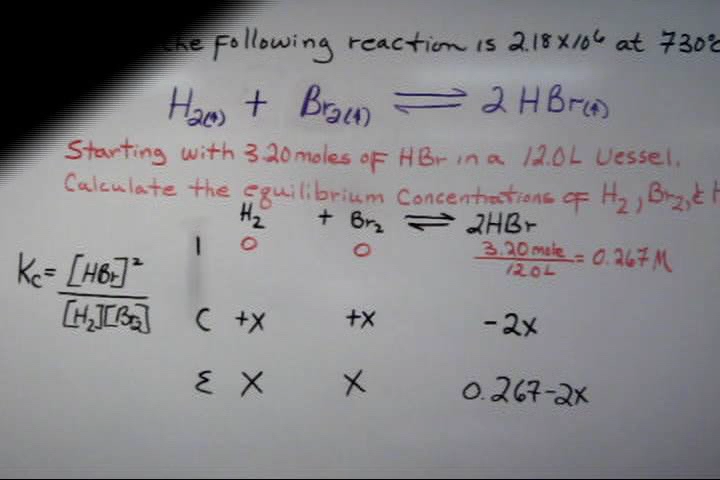 the following reaction is 2.18x10⁶ at 730°c
H₂(g) + Br₂(g) ⇌ 2HBr(g)
Starting with 3.20 moles of HBr in a 12.0L Vessel.
Calculate the equilibrium Concentrations of H₂, Br₂, &
H₂ + Br₂ ⇌ 2HBr
I 0 0 3.20 mole / 12.0L = 0.267M
Kc = [HBr]² / [H₂][Br₂]
C +x +x -2x
E x x 0.267-2x